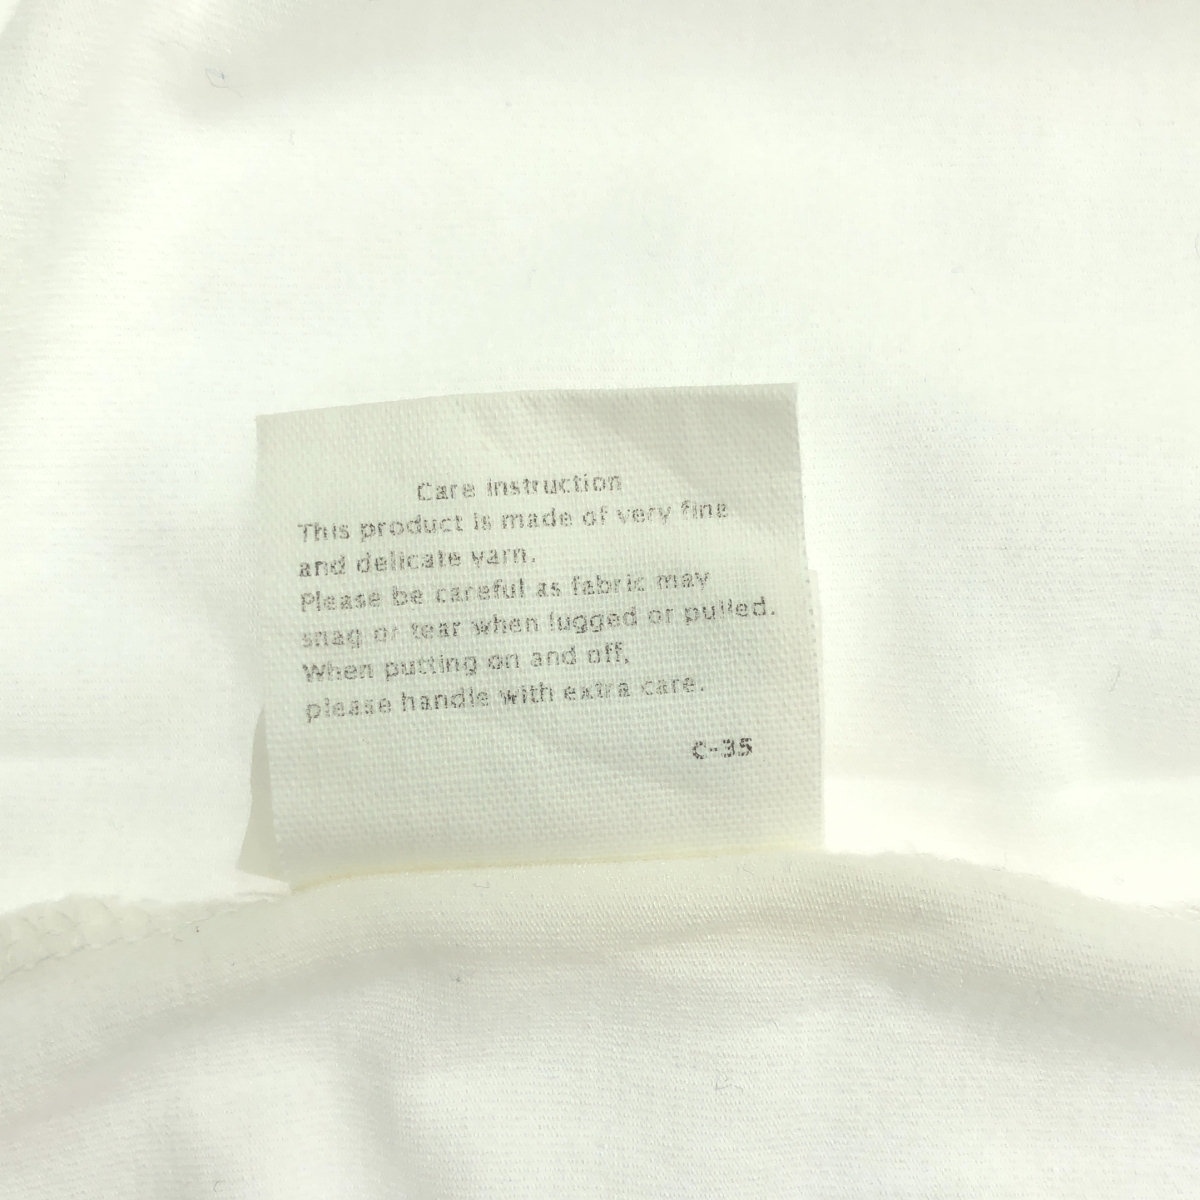 Care instruction
This product is made of very fine
and delicate yarn.
Please be careful as fabric may
snag or tear when lugged or pulled.
When putting on and off,
please handle with extra care.
C-35